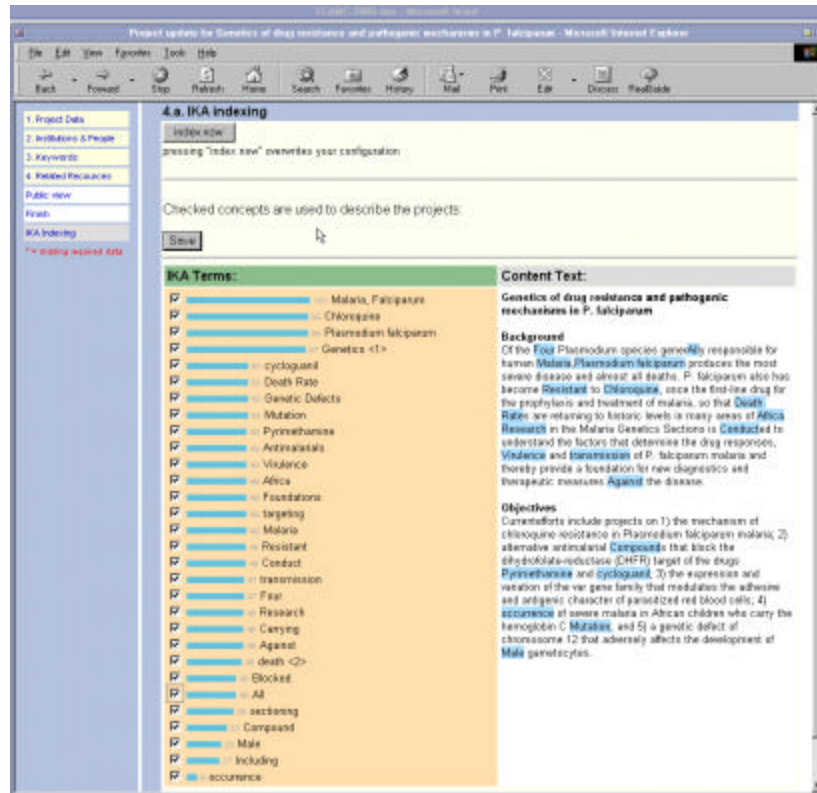 Project update for Genetics of drug resistance and pathogenic mechanisms in P. falciparum - Microsoft Internet Explorer
File Edit View Favorites Tools Help
Back Forward Stop Refresh Home Search Favorites History Mail Print Edit Discuss RealGuide
1. Project Data
2. Institutions & People
3. Keywords
4. Related Recources
Public view
Finish
IKA Indexing
* = missing required data
4.a. IKA indexing
index now
pressing "index now" overwrites your configuration
Checked concepts are used to describe the projects:
Save
IKA Terms:
Malaria, Falciparum
Chloroquine
Plasmodium falciparum
Genetics <1>
cycloguanil
Death Rate
Genetic Defects
Mutation
Pyrimethamine
Antimalarials
Virulence
Africa
Foundations
targeting
Malaria
Resistant
Conduct
transmission
Four
Research
Carrying
Against
death <2>
Blocked
All
sectioning
Compound
Male
Including
occurrence
Content Text:
Genetics of drug resistance and pathogenic
mechanisms in P. falciparum
Background
Of the Four Plasmodium species generAlly responsible for
human Malaria,Plasmodium falciparum produces the most
severe disease and almost all deaths. P. falciparum also has
become Resistant to Chloroquine, once the first-line drug for
the prophylaxis and treatment of malaria, so that Death
Rates are returning to historic levels in many areas of Africa
Research in the Malaria Genetics Sections is Conducted to
understand the factors that determine the drug responses,
Virulence and transmission of P. falciparum malaria and
thereby provide a foundation for new diagnostics and
therapeutic measures Against the disease.
Objectives
Currentefforts include projects on 1) the mechanism of
chloroquine resistance in Plasmodium falciparum malaria; 2)
alternative antimalarial Compounds that block the
dihydrofolate-reductase (DHFR) target of the drugs
Pyrimethamine and cycloguanil; 3) the expression and
variation of the var gene family that modulates the adhesive
and antigenic character of parasitized red blood cells; 4)
occurrence of severe malaria in African children who carry the
hemoglobin C Mutation, and 5) a genetic defect of
chromosome 12 that adversely affects the development of
Male gametocytes.